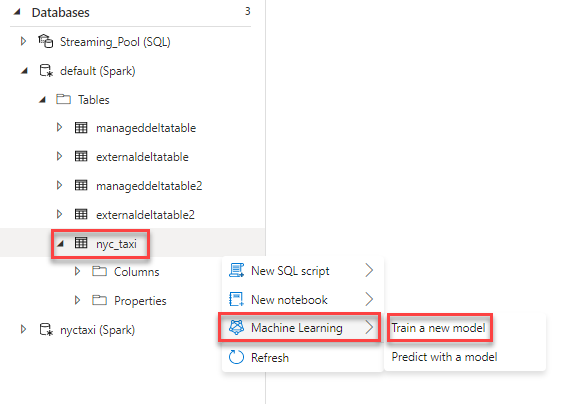 Databases 3
Streaming_Pool (SQL)
default (Spark)
Tables
manageddeltatable
externaldeltatable
manageddeltatable2
externaldeltatable2
nyc_taxi
Columns
Properties
nyctaxi (Spark)
New SQL script
New notebook
Machine Learning
Refresh
Train a new model
Predict with a model